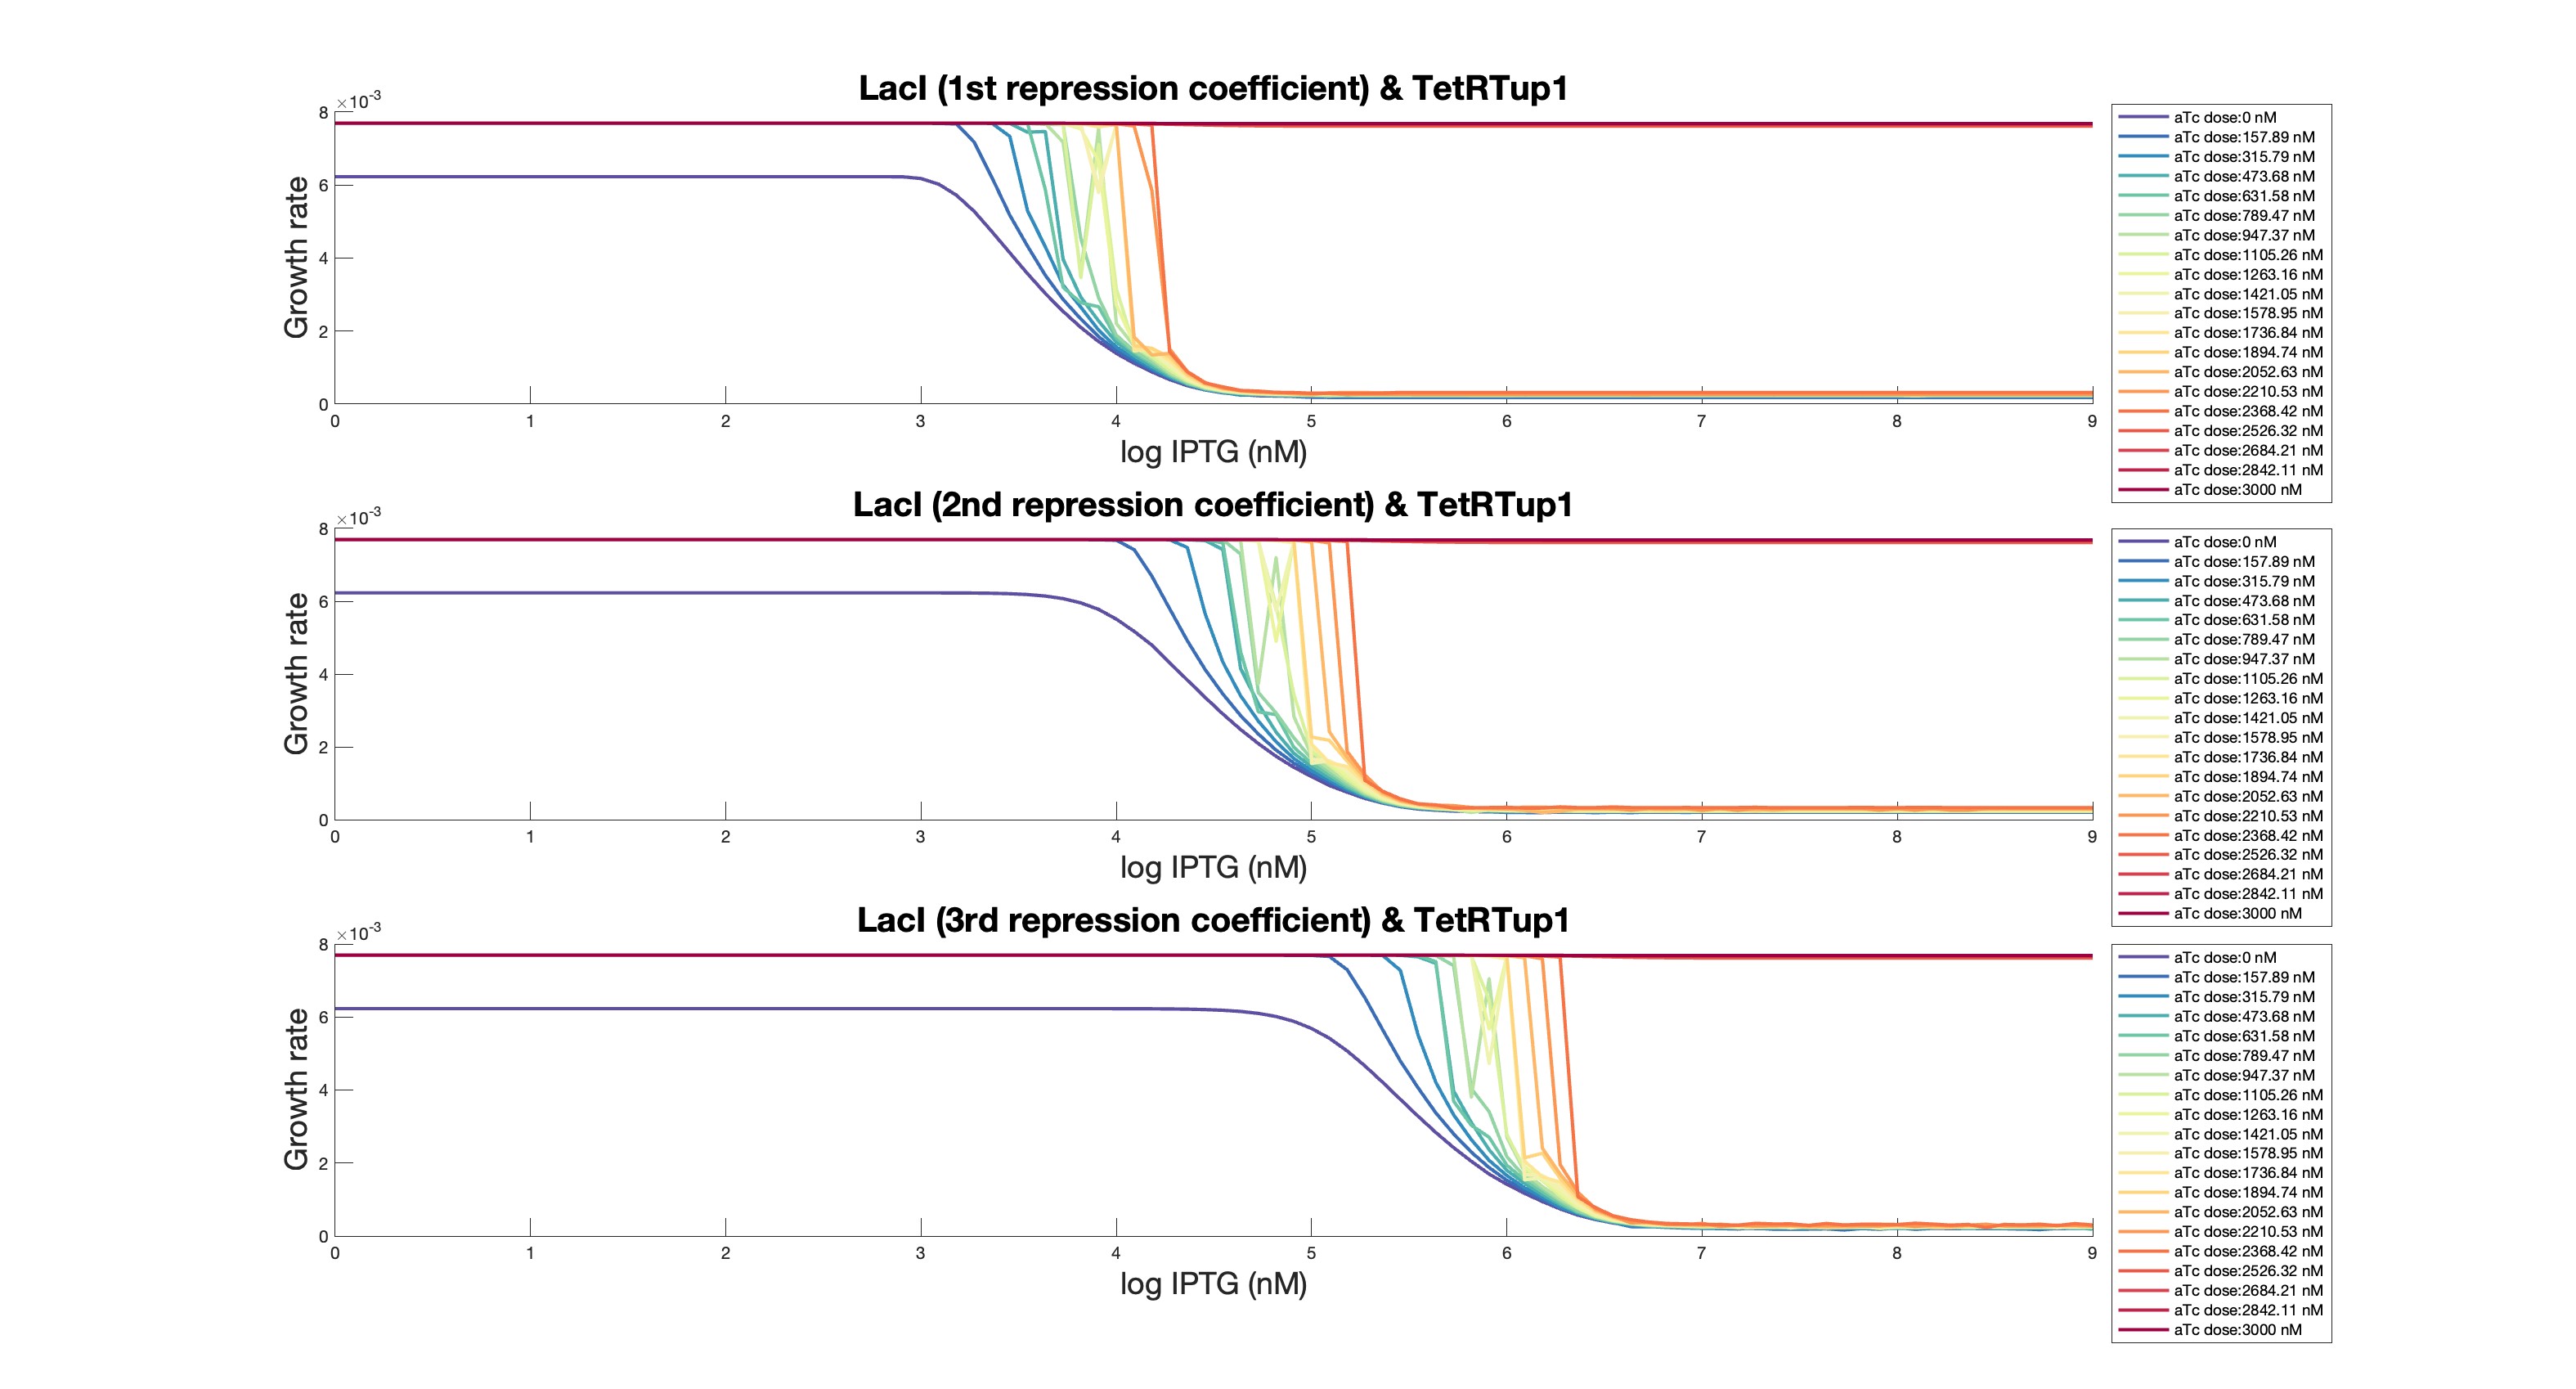 LacI (1st repression coefficient) & TetRTup1
×10-3
8
6
4
2
0
Growth rate
0 1 2 3 4 5 6 7 8 9
log IPTG (nM)
aTc dose:0 nM
aTc dose:157.89 nM
aTc dose:315.79 nM
aTc dose:473.68 nM
aTc dose:631.58 nM
aTc dose:789.47 nM
aTc dose:947.37 nM
aTc dose:1105.26 nM
aTc dose:1263.16 nM
aTc dose:1421.05 nM
aTc dose:1578.95 nM
aTc dose:1736.84 nM
aTc dose:1894.74 nM
aTc dose:2052.63 nM
aTc dose:2210.53 nM
aTc dose:2368.42 nM
aTc dose:2526.32 nM
aTc dose:2684.21 nM
aTc dose:2842.11 nM
aTc dose:3000 nM
LacI (2nd repression coefficient) & TetRTup1
×10-3
8
6
4
2
0
Growth rate
0 1 2 3 4 5 6 7 8 9
log IPTG (nM)
aTc dose:0 nM
aTc dose:157.89 nM
aTc dose:315.79 nM
aTc dose:473.68 nM
aTc dose:631.58 nM
aTc dose:789.47 nM
aTc dose:947.37 nM
aTc dose:1105.26 nM
aTc dose:1263.16 nM
aTc dose:1421.05 nM
aTc dose:1578.95 nM
aTc dose:1736.84 nM
aTc dose:1894.74 nM
aTc dose:2052.63 nM
aTc dose:2210.53 nM
aTc dose:2368.42 nM
aTc dose:2526.32 nM
aTc dose:2684.21 nM
aTc dose:2842.11 nM
aTc dose:3000 nM
LacI (3rd repression coefficient) & TetRTup1
×10-3
8
6
4
2
0
Growth rate
0 1 2 3 4 5 6 7 8 9
log IPTG (nM)
aTc dose:0 nM
aTc dose:157.89 nM
aTc dose:315.79 nM
aTc dose:473.68 nM
aTc dose:631.58 nM
aTc dose:789.47 nM
aTc dose:947.37 nM
aTc dose:1105.26 nM
aTc dose:1263.16 nM
aTc dose:1421.05 nM
aTc dose:1578.95 nM
aTc dose:1736.84 nM
aTc dose:1894.74 nM
aTc dose:2052.63 nM
aTc dose:2210.53 nM
aTc dose:2368.42 nM
aTc dose:2526.32 nM
aTc dose:2684.21 nM
aTc dose:2842.11 nM
aTc dose:3000 nM